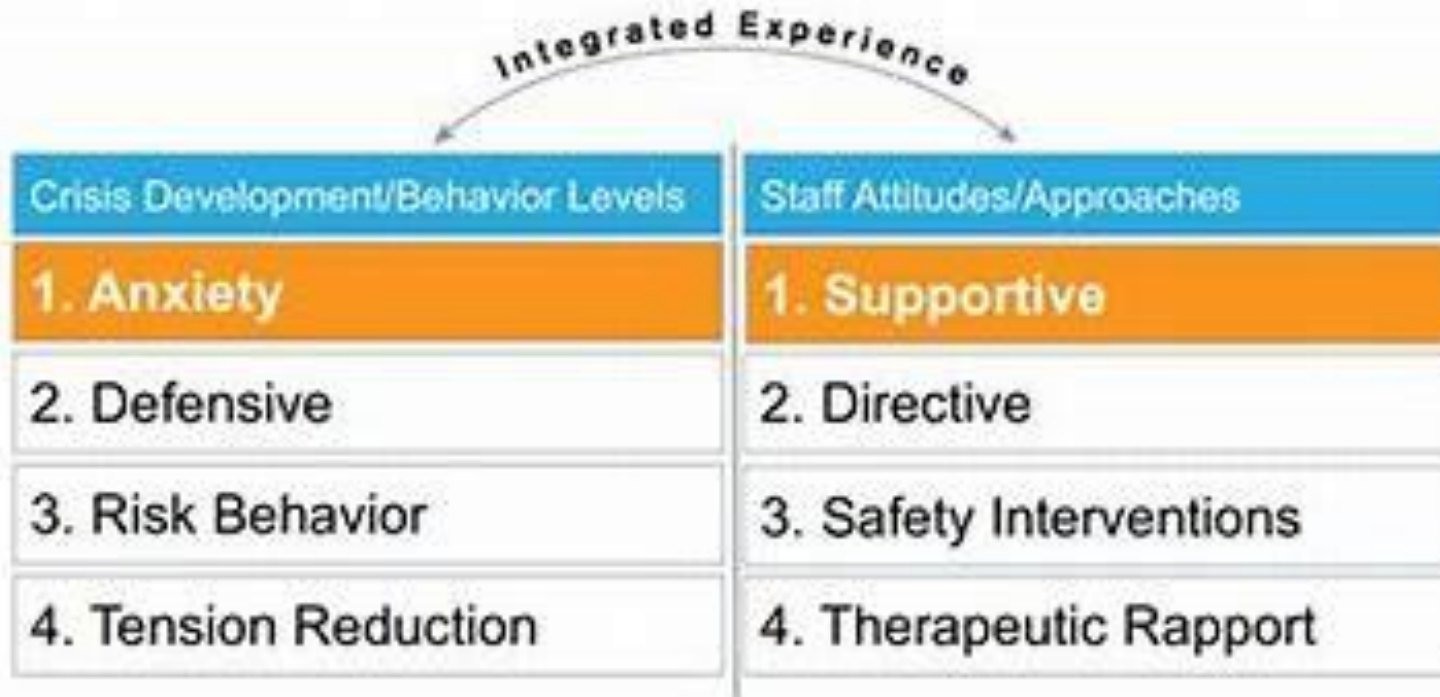 Integrated Experience
Crisis Development/Behavior Levels
Staff Attitudes/Approaches
1. Anxiety
1. Supportive
2. Defensive
2. Directive
3. Risk Behavior
3. Safety Interventions
4. Tension Reduction
4. Therapeutic Rapport